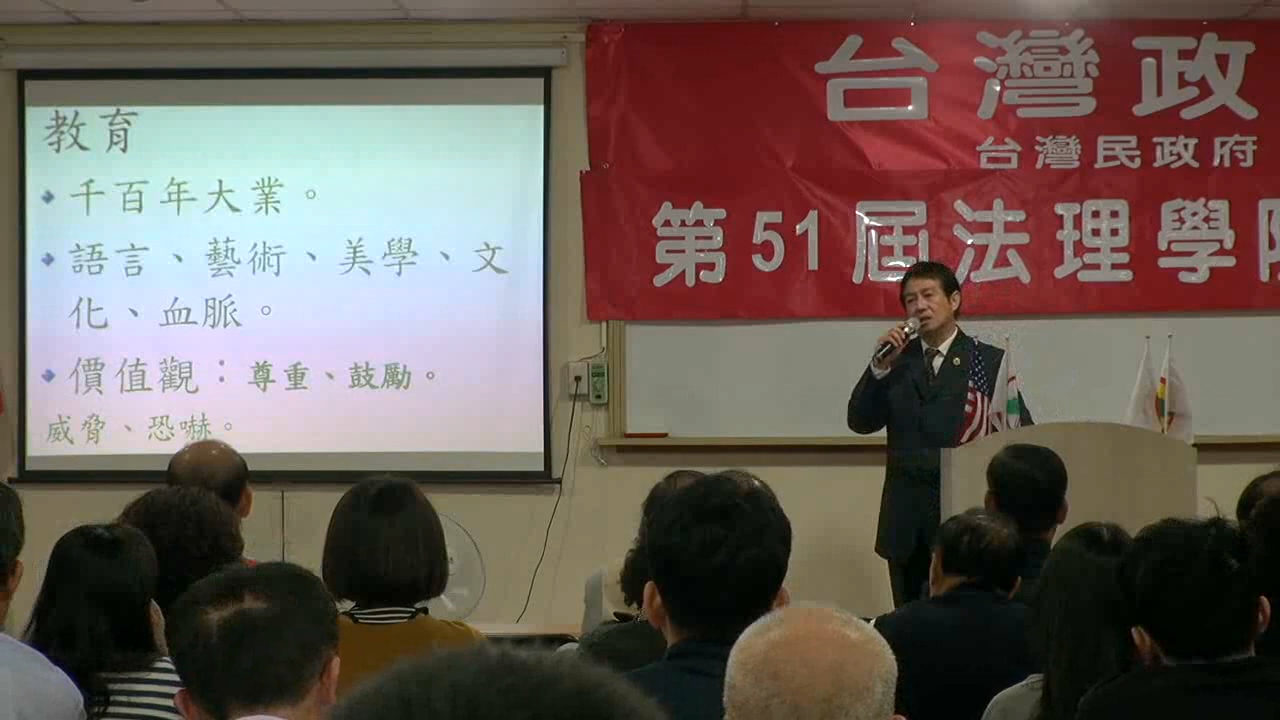 教育
千百年大業。
語言、藝術、美學、文
化、血脈。
價值觀：尊重、鼓勵。
威脅、恐嚇。
台灣政
台灣民政府
第51屆法理學院